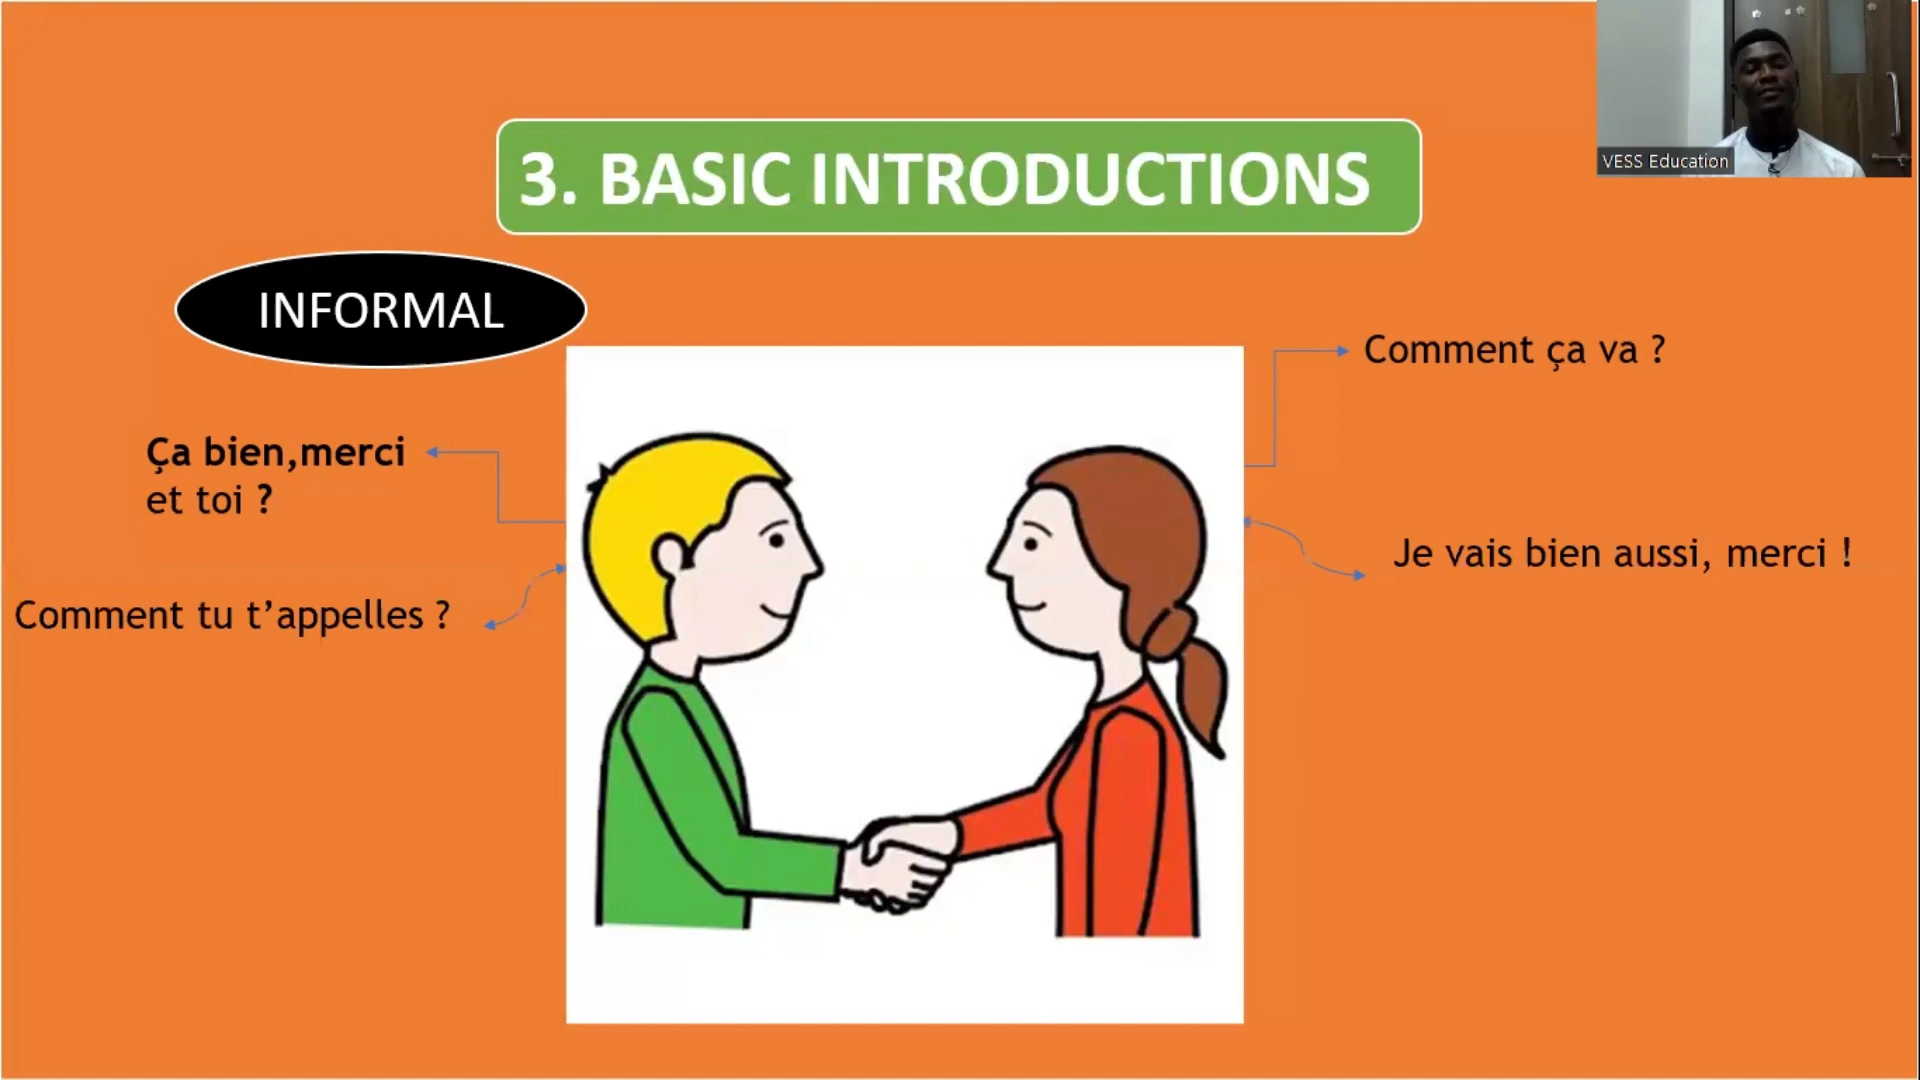 VESS Education
3. BASIC INTRODUCTIONS
INFORMAL
Comment ça va ?
Ça bien,merci
et toi ?
Je vais bien aussi, merci !
Comment tu t’appelles ?